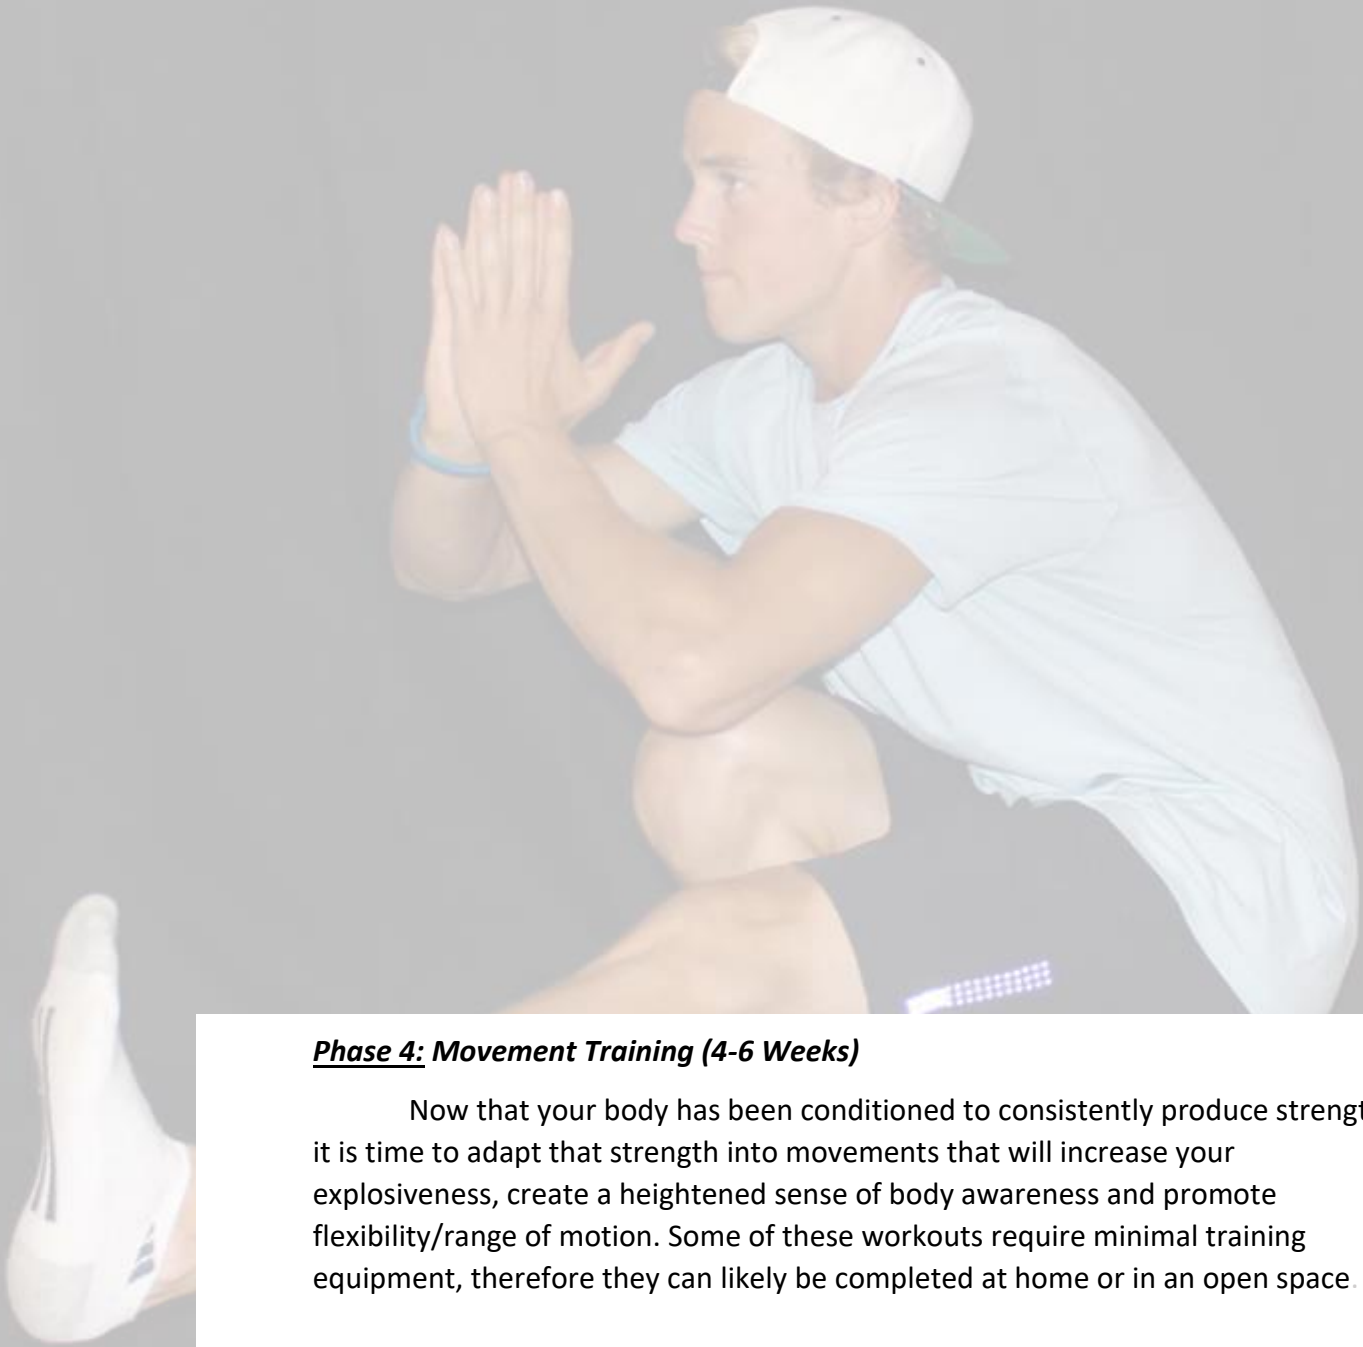 Phase 4: Movement Training (4-6 Weeks)
Now that your body has been conditioned to consistently produce strengt
it is time to adapt that strength into movements that will increase your
explosiveness, create a heightened sense of body awareness and promote
flexibility/range of motion. Some of these workouts require minimal training
equipment, therefore they can likely be completed at home or in an open space.